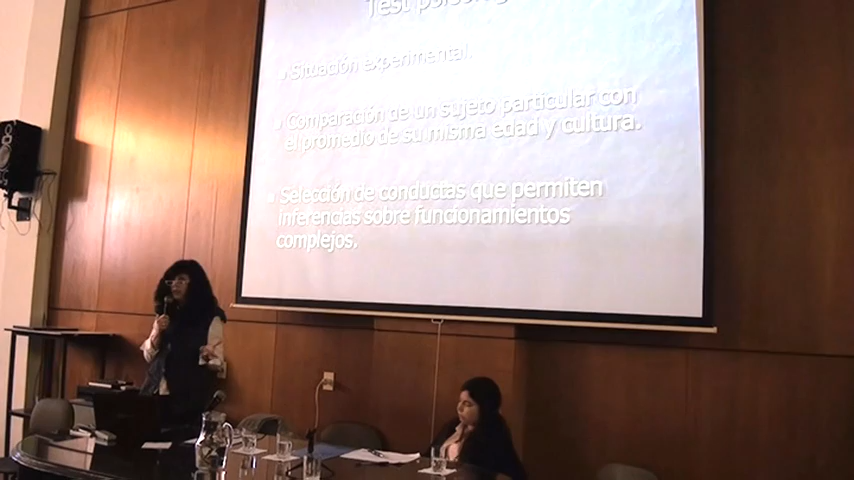 Test
Situación experimental.
Comparación de un sujeto particular con
el promedio de su misma edad y cultura.
Selección de conductas que permiten
inferencias sobre funcionamientos
complejos.